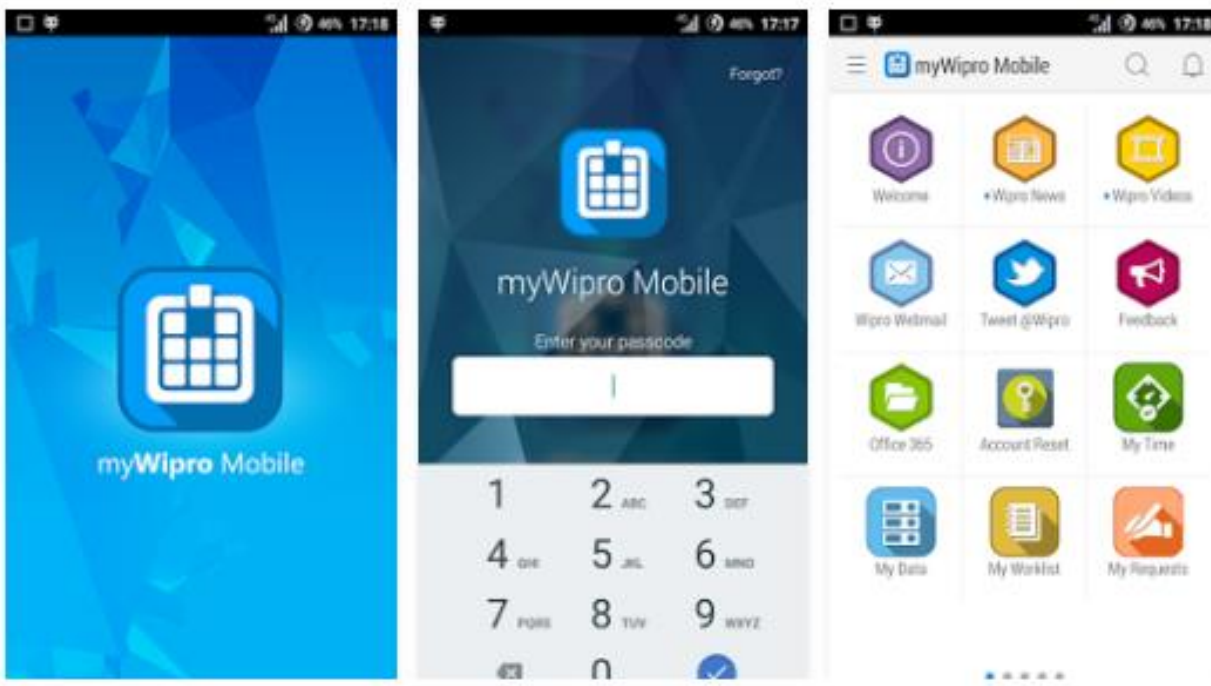 46% 17:18
myWipro Mobile
46% 17:17
Forgot?
myWipro Mobile
Enter your passcode
1 2 ABC 3 DEF
4 GHI 5 JKL 6 MNO
7 PQRS 8 TUV 9 WXYZ
0
46% 17:18
myWipro Mobile
Welcome
Wipro News
Wipro Videos
Wipro Webmail
Tweet @Wipro
Feedback
Office 365
Account Reset
My Time
My Data
My Worklist
My Requests